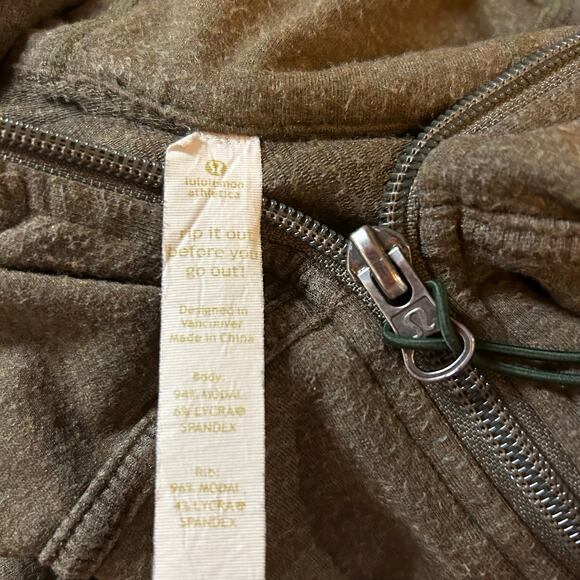 lululemon
athletica
rip it out
before you
go out!
Designed in
Vancouver
Made in China
Body:
94% MODAL
6% LYCRA®
SPANDEX
Rib:
96% MODAL
4% LYCRA®
SPANDEX